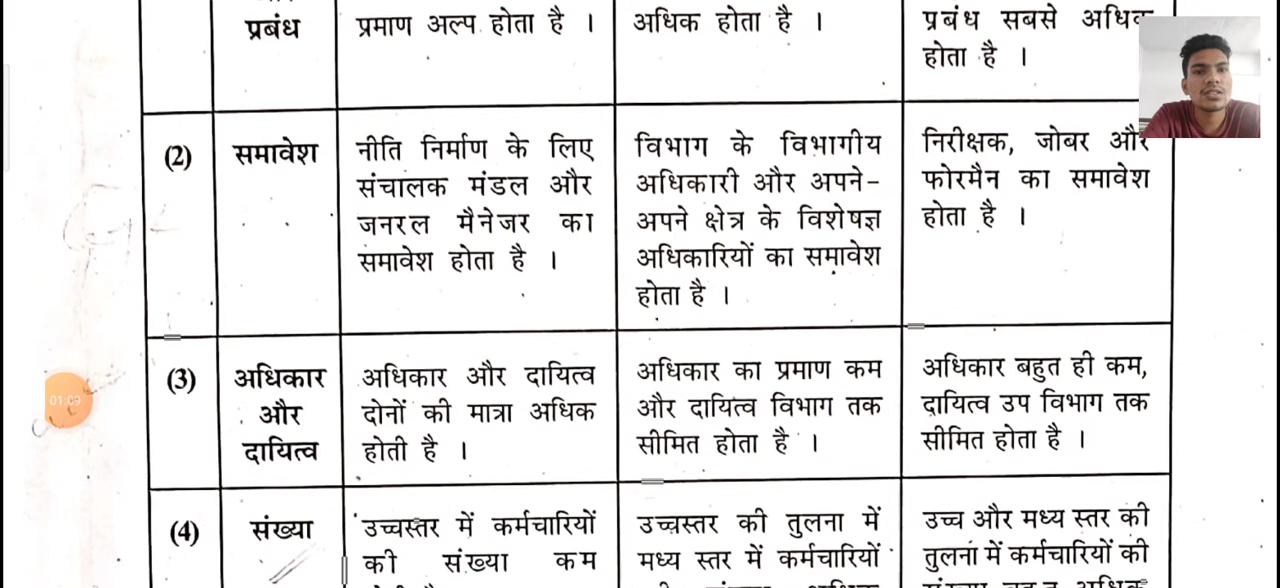 प्रबंध
प्रमाण अल्प होता है ।
अधिक होता है ।
प्रबंध सबसे अधिक
होता है ।
(2)
समावेश
नीति निर्माण के लिए
संचालक मंडल और
जनरल मैनेजर का
समावेश होता है ।
विभाग के विभागीय
अधिकारी और अपने-
अपने क्षेत्र के विशेषज्ञ
अधिकारियों का समावेश
होता है ।
निरीक्षक, जोबर और
फोरमैन का समावेश
होता है ।
(3)
अधिकार
और
दायित्व
अधिकार और दायित्व
दोनों की मात्रा अधिक
होती है ।
अधिकार का प्रमाण कम
और दायित्व विभाग तक
सीमित होता है ।
अधिकार बहुत ही कम,
दायित्व उप विभाग तक
सीमित होता है ।
01:09
(4)
संख्या
उच्चस्तर में कर्मचारियों
की संख्या कम
उच्चस्तर की तुलना में
मध्य स्तर में कर्मचारियों
उच्च और मध्य स्तर की
तुलना में कर्मचारियों की